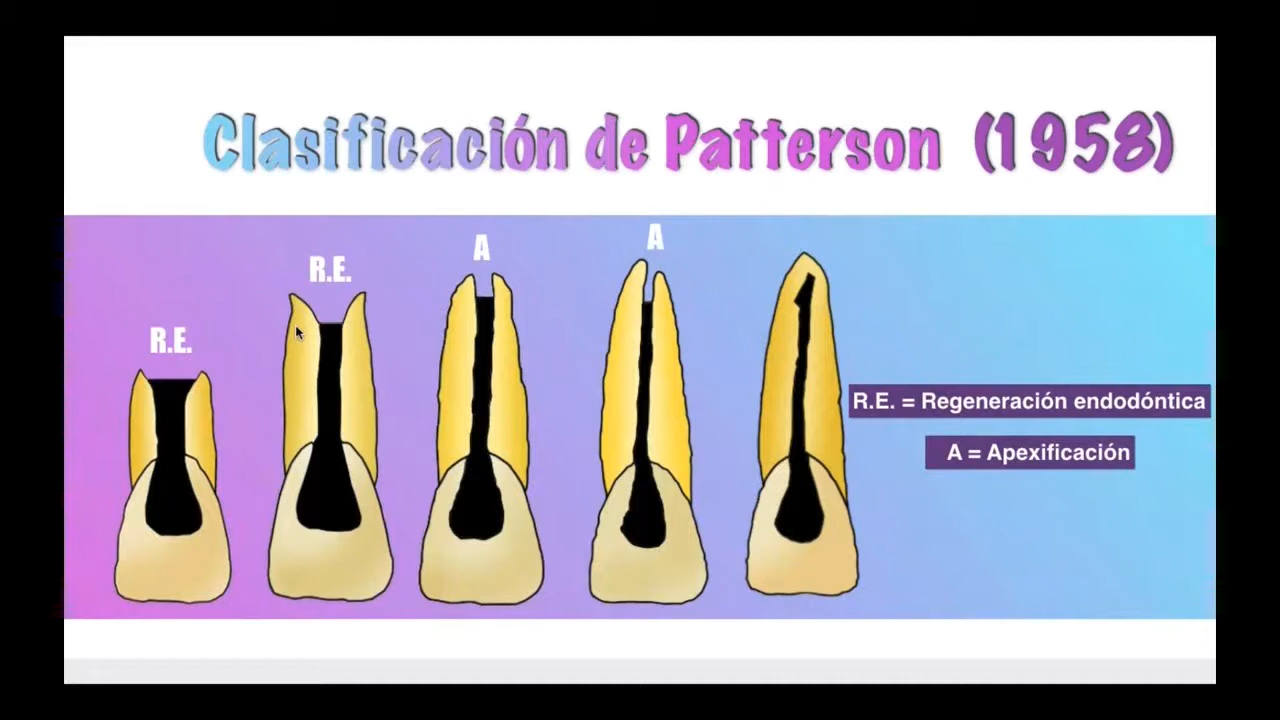 Clasificación de Patterson (1958)
A
A
R.E.
R.E.
R.E. = Regeneración endodóntica
A = Apexificación